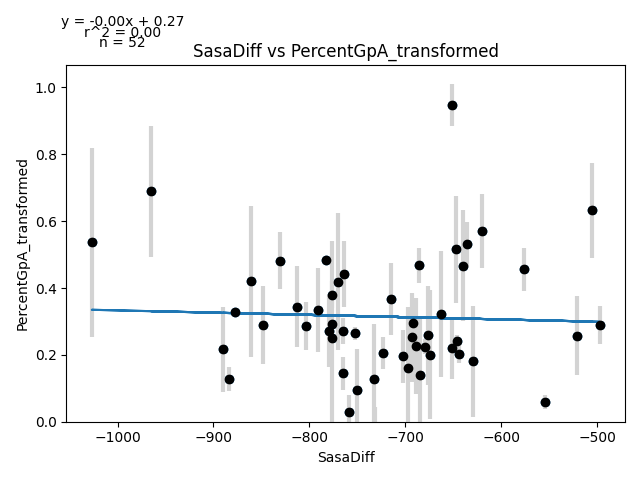 y = -0.00x + 0.27
r^2 = 0.00
n = 52
SasaDiff vs PercentGpA_transformed
1.0
0.8
0.6
0.4
0.2
0.0
PercentGpA_transformed
−1000
−900
−800
−700
−600
−500
SasaDiff